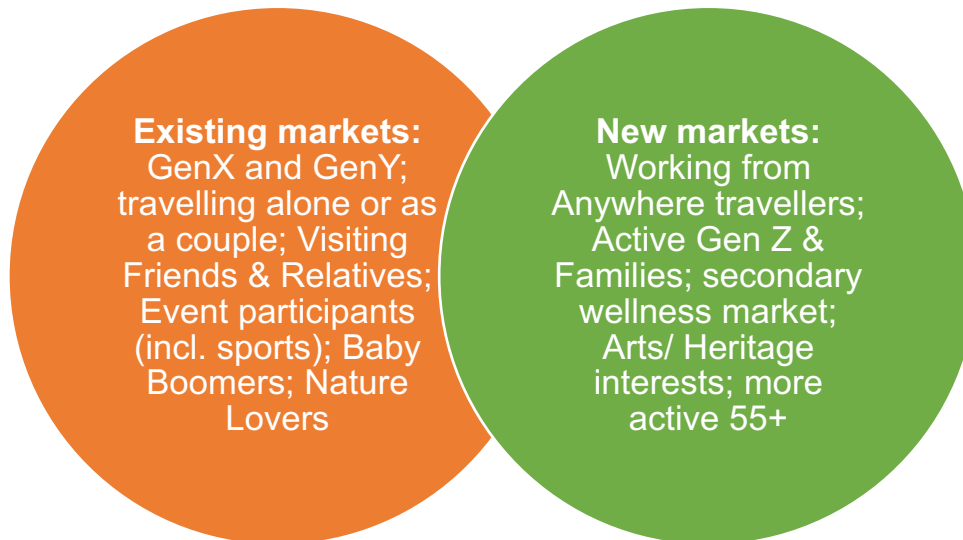 Existing markets:
GenX and GenY;
travelling alone or as
a couple; Visiting
Friends & Relatives;
Event participants
(incl. sports); Baby
Boomers; Nature
Lovers
New markets:
Working from
Anywhere travellers;
Active Gen Z &
Families; secondary
wellness market;
Arts/ Heritage
interests; more
active 55+